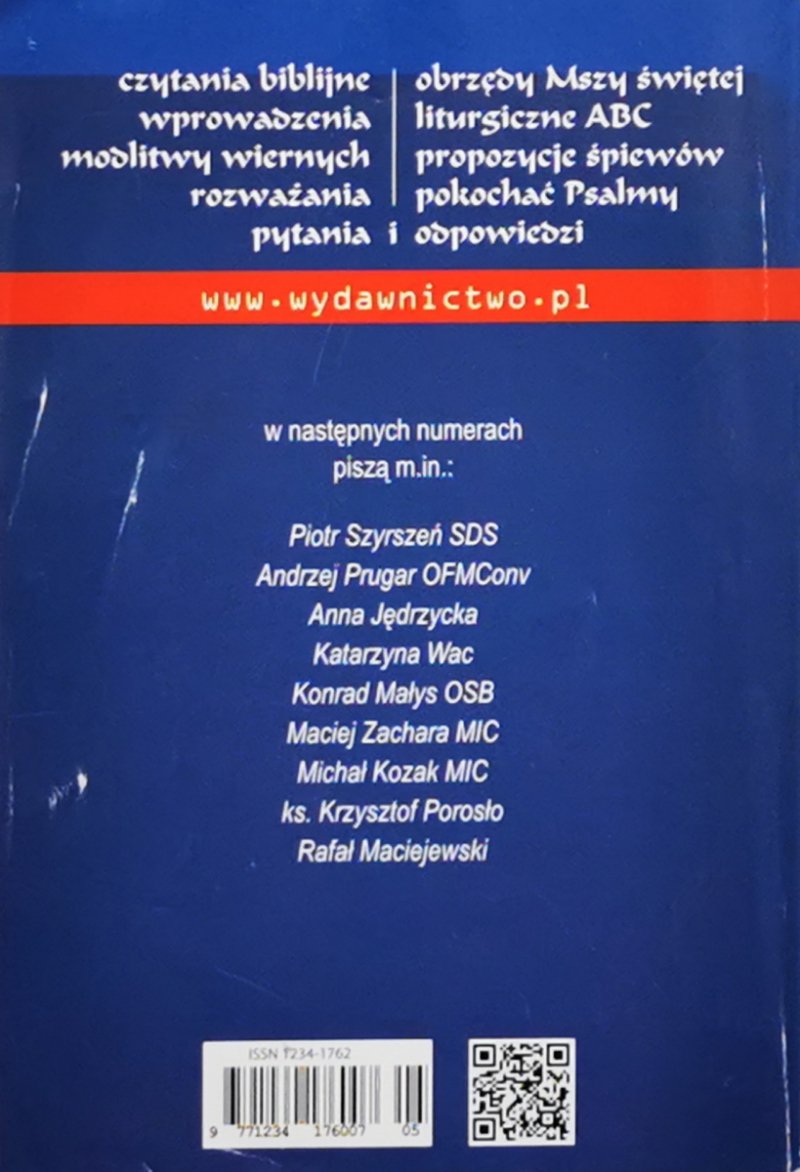 czytania biblijne | obrzędy Mszy świętej
wprowadzenia | liturgiczne ABC
modlitwy wiernych | propozycje śpiewów
rozważania | pokochać Psalmy
pytania i odpowiedzi
www.wydawnictwo.pl
w następnych numerach
piszą m.in.:
Piotr Szyrszeń SDS
Andrzej Prugar OFMConv
Anna Jędrzycka
Katarzyna Wac
Konrad Małys OSB
Maciej Zachara MIC
Michał Kozak MIC
ks. Krzysztof Porosło
Rafał Maciejewski
ISSN 1234-1762
9 771234 176007 05